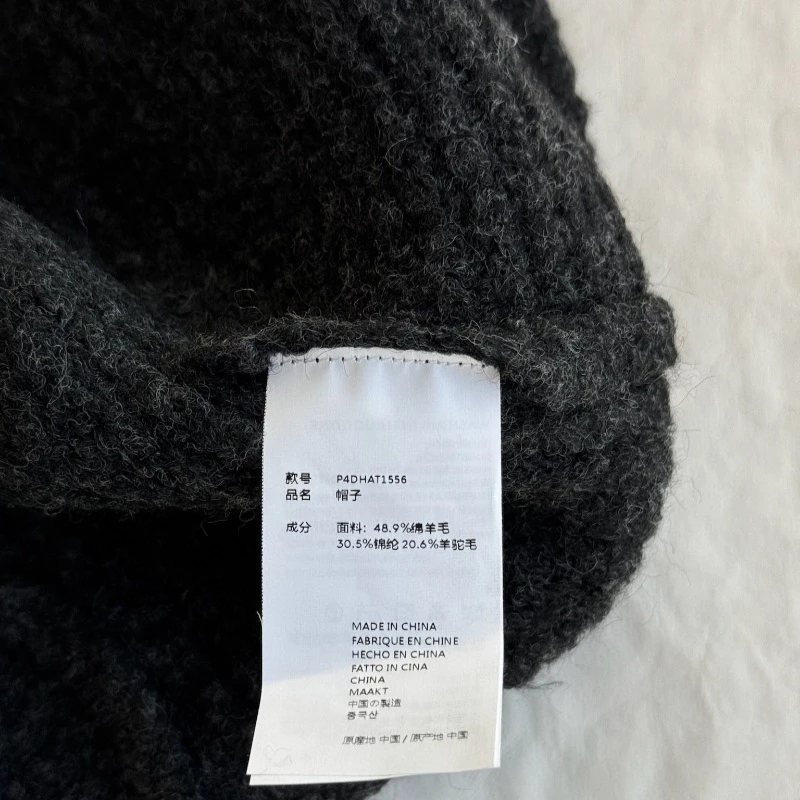 款号 P4DHAT1556
品名 帽子
成分 面料: 48.9%绵羊毛
30.5%锦纶 20.6%羊驼毛
MADE IN CHINA
FABRIQUE EN CHINE
HECHO EN CHINA
FATTO IN CINA
CHINA
MAAKT
中国の製造
중국산
原產地 中国 / 原产地 中国